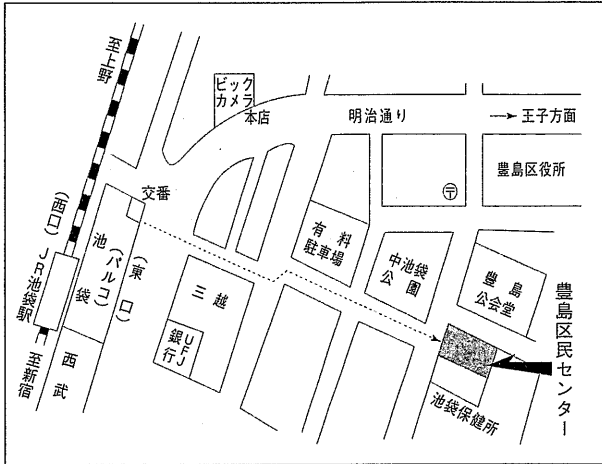 至上野
ビック
カメラ
本店
明治通り
→王子方面
豊島区役所
〒
交番
(西口)
JR池袋駅
池袋
(パルコ)
(東口)
有料
駐車場
中池袋
公園
豊島
公会堂
三越
UFJ
銀行
豊島区民センター
池袋保健所
西武
至新宿